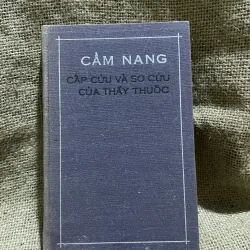 CẨM NANG
CẤP CỨU VÀ SƠ CỨU
CỦA THẦY THUỐC